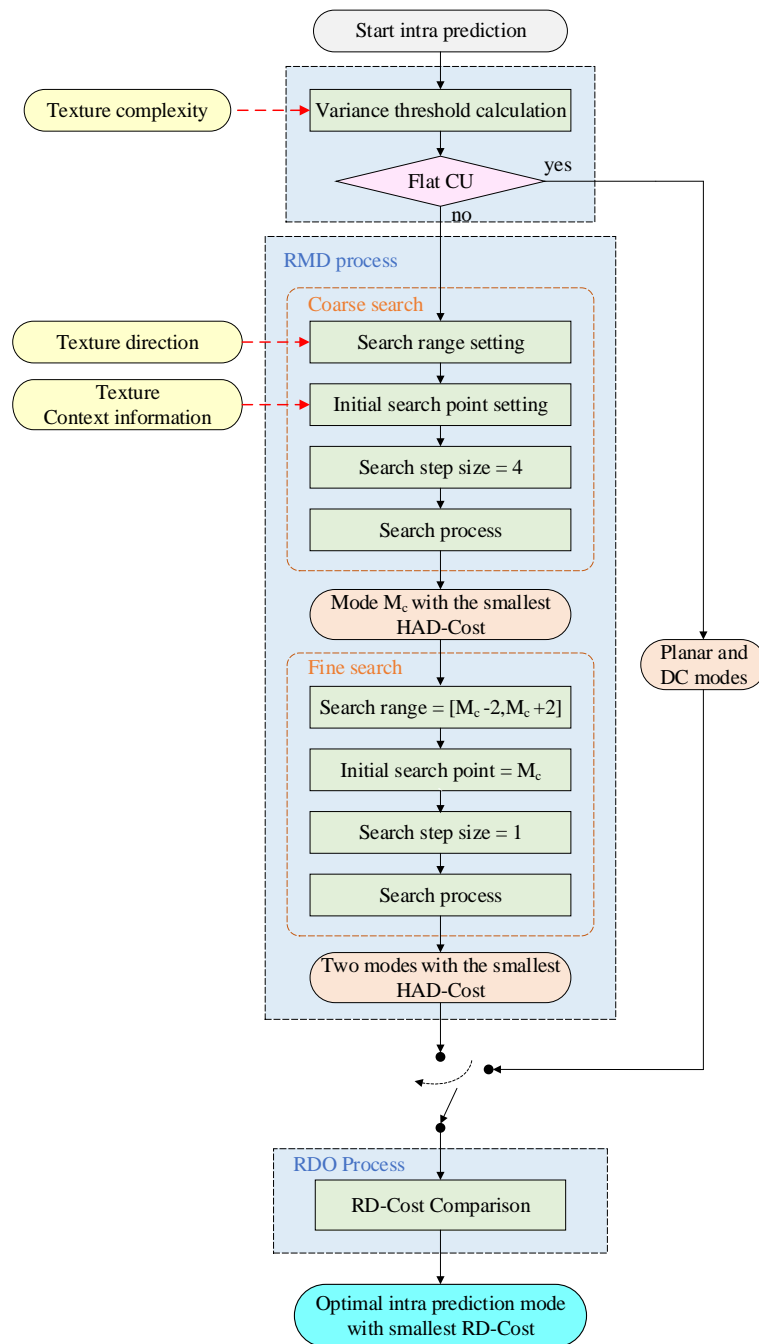 Start intra prediction
Texture complexity
Variance threshold calculation
Flat CU
yes
no
RMD process
Coarse search
Texture direction
Search range setting
Texture
Context information
Initial search point setting
Search step size = 4
Search process
Mode Mc with the smallest
HAD-Cost
Planar and
DC modes
Fine search
Search range = [Mc -2,Mc +2]
Initial search point = Mc
Search step size = 1
Search process
Two modes with the smallest
HAD-Cost
RDO Process
RD-Cost Comparison
Optimal intra prediction mode
with smallest RD-Cost